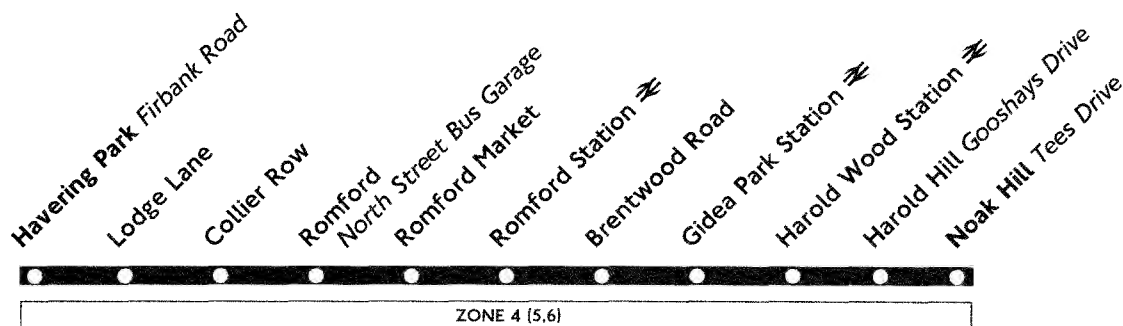 Havering Park Firbank Road
Lodge Lane
Collier Row
Romford
North Street Bus Garage
Romford Market
Romford Station
Brentwood Road
Gidea Park Station
Harold Wood Station
Harold Hill Gooshays Drive
Noak Hill Tees Drive
ZONE 4 (5,6)